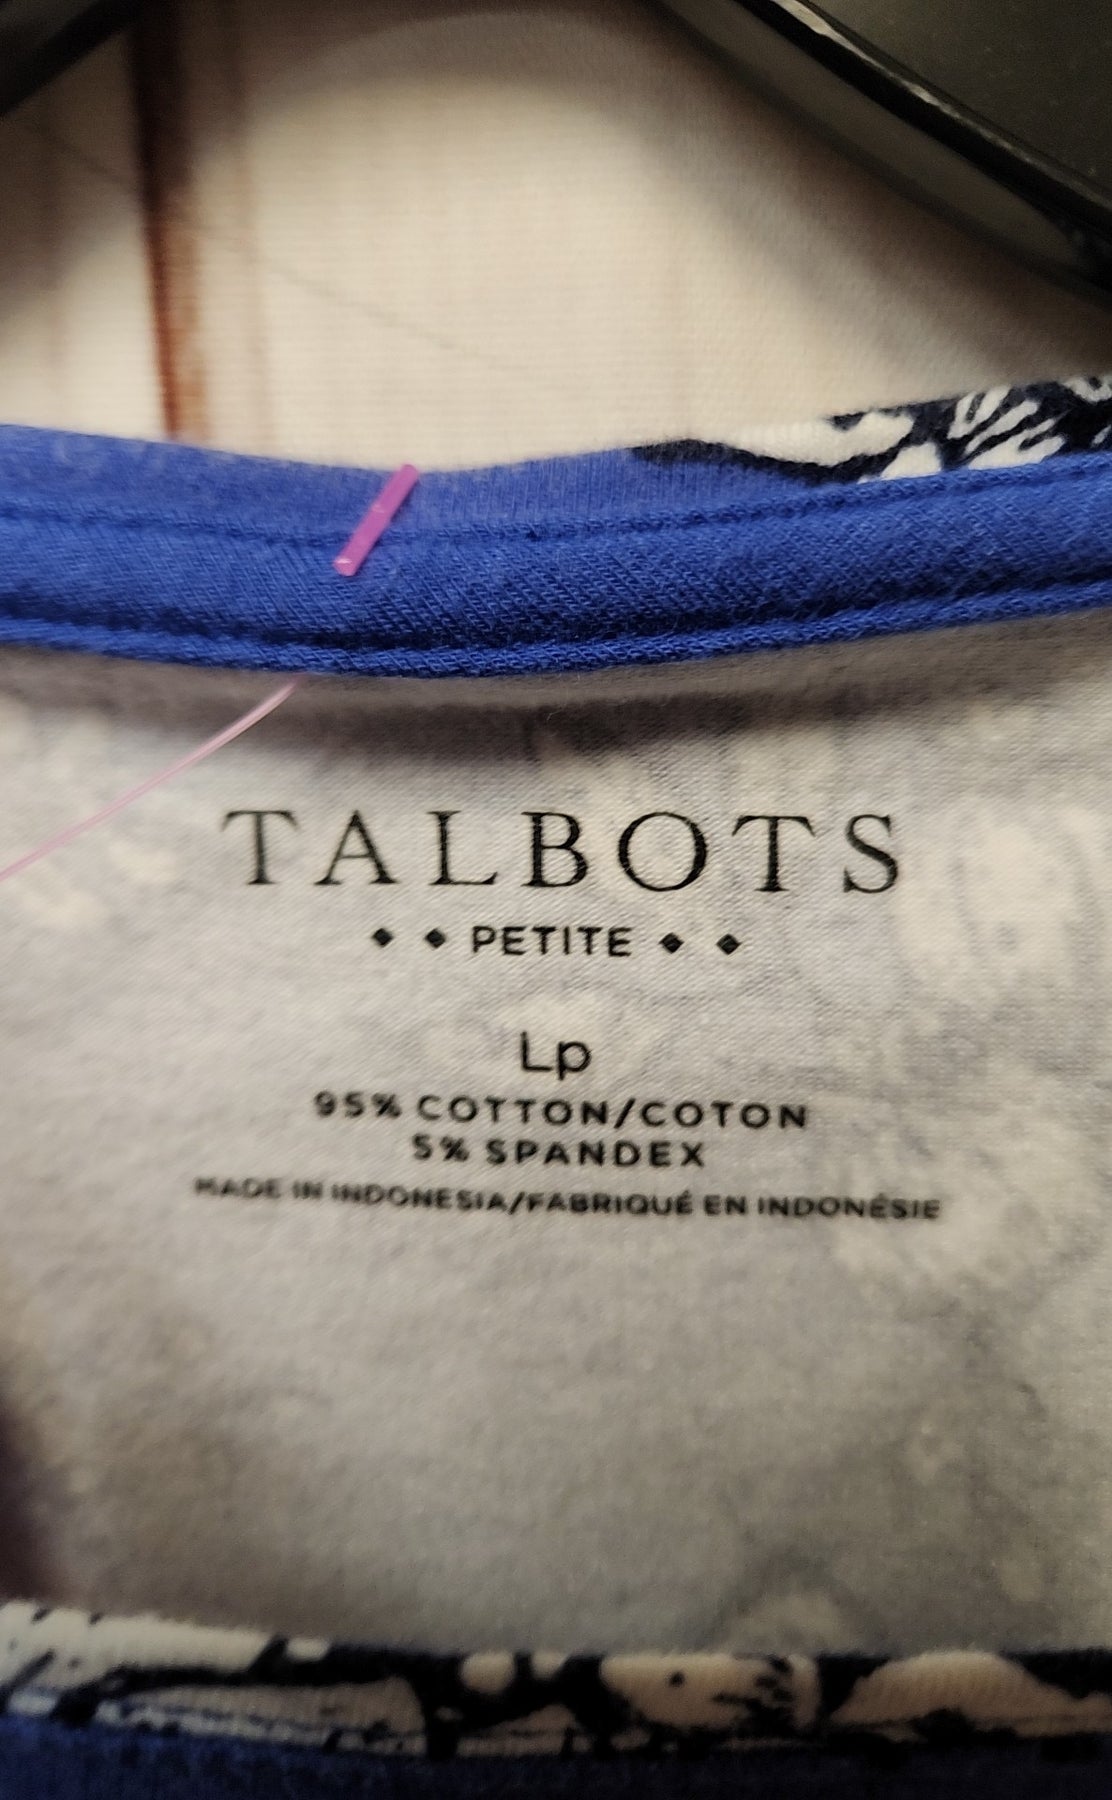 TALBOTS
◆ ◆ PETITE ◆ ◆
Lp
95% COTTON/COTON
5% SPANDEX
MADE IN INDONESIA/FABRIQUÉ EN INDONÉSIE